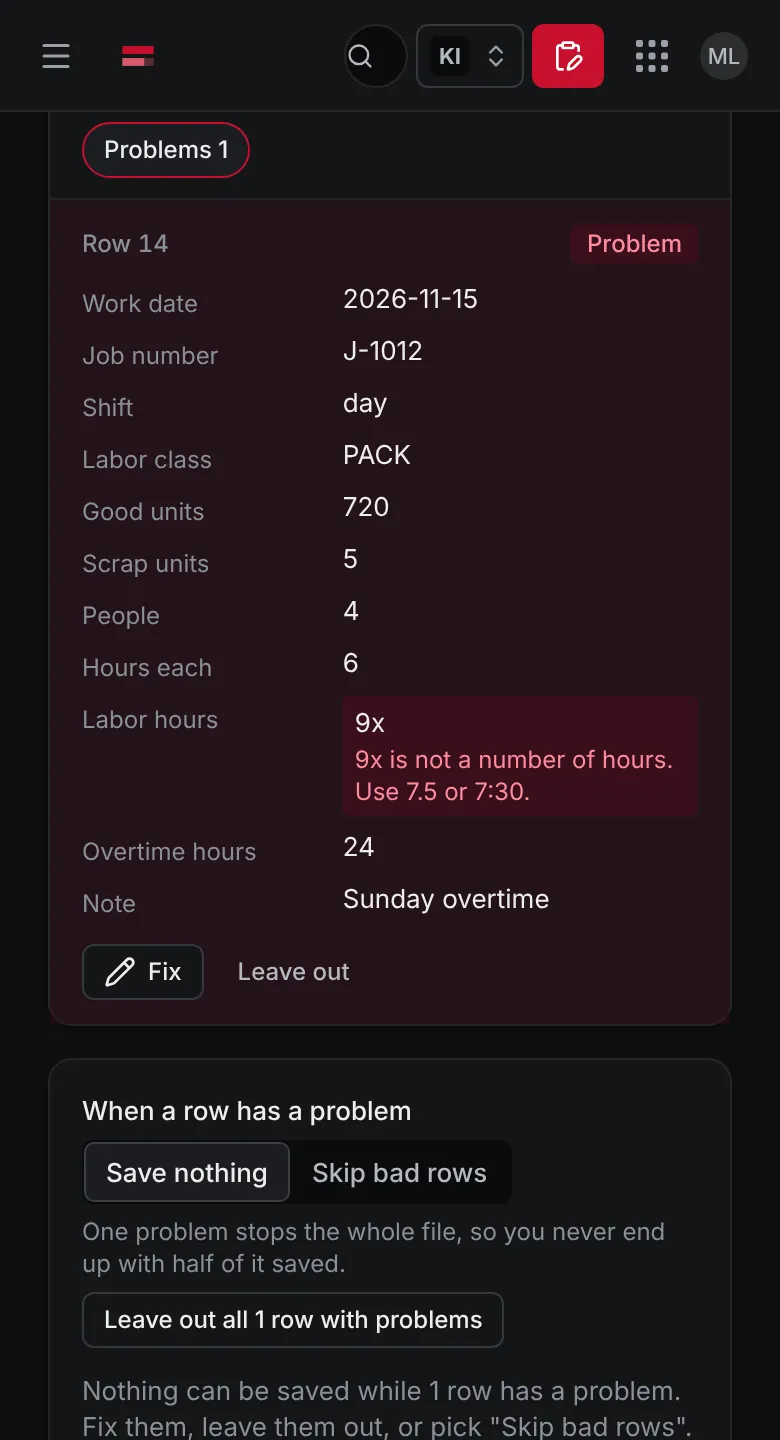 KI
ML
Problems 1
Row 14
Problem
Work date
2026-11-15
Job number
J-1012
Shift
day
Labor class
PACK
Good units
720
Scrap units
5
People
4
Hours each
6
Labor hours
9x
9x is not a number of hours.
Use 7.5 or 7:30.
Overtime hours
24
Note
Sunday overtime
Fix
Leave out
When a row has a problem
Save nothing
Skip bad rows
One problem stops the whole file, so you never end
up with half of it saved.
Leave out all 1 row with problems
Nothing can be saved while 1 row has a problem.
Fix them, leave them out, or pick "Skip bad rows".